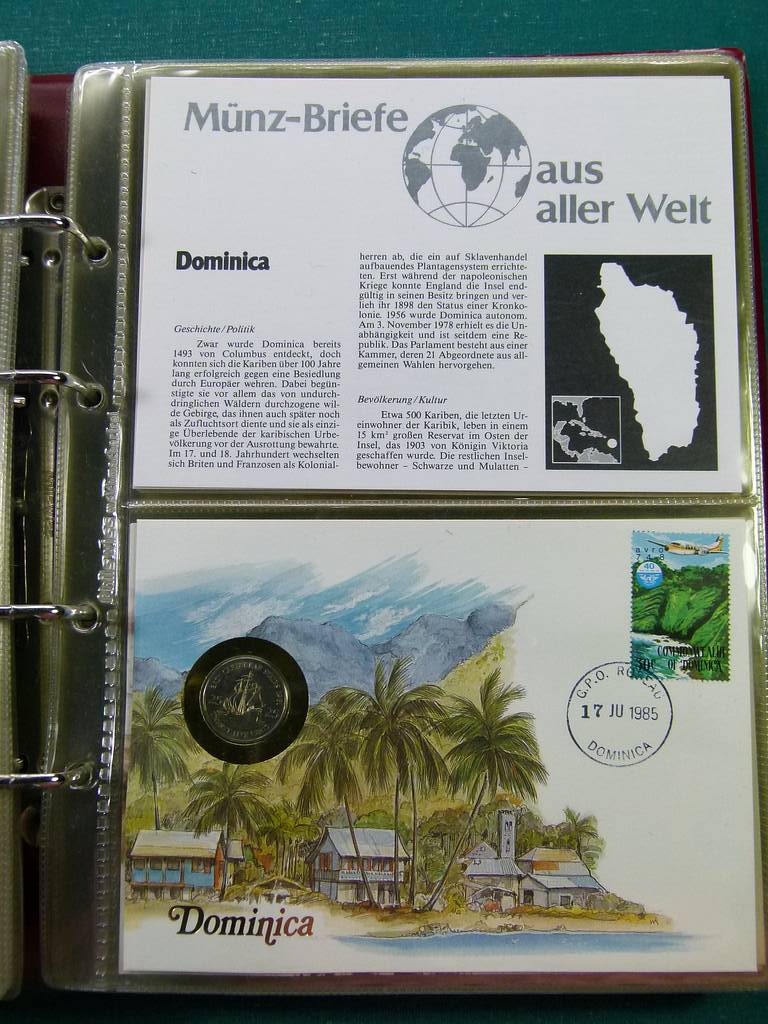 Münz-Briefe
aus
aller Welt
Dominica
Geschichte/Politik
Zwar wurde Dominica bereits
1493 von Columbus entdeckt, doch
konnten sich die Kariben über 100 Jahre
lang erfolgreich gegen eine Besiedlung
durch Europäer wehren. Dabei begün-
stigte sie vor allem das von undurch-
dringlichen Wäldern durchzogene wil-
de Gebirge, das ihnen auch später noch
als Zufluchtsort diente und sie als einzi-
ge Überlebende der karibischen Urbe-
völkerung vor der Ausrottung bewahrte.
Im 17. und 18. Jahrhundert wechselten
sich Briten und Franzosen als Kolonial-
herren ab, die ein auf Sklavenhandel
aufbauendes Plantagensystem errichte-
ten. Erst während der napoleonischen
Kriege konnte England die Insel end-
gültig in seinen Besitz bringen und ver-
lieh ihr 1898 den Status einer Kronko-
lonie. 1956 wurde Dominica autonom.
Am 3. November 1978 erhielt es die Un-
abhängigkeit und ist seitdem eine Re-
publik. Das Parlament besteht aus einer
Kammer, deren 21 Abgeordnete aus all-
gemeinen Wahlen hervorgehen.
Bevölkerung/Kultur
Etwa 500 Kariben, die letzten Ur-
einwohner der Karibik, leben in einem
15 km² großen Reservat im Osten der
Insel, das 1903 von Königin Viktoria
geschaffen wurde. Die restlichen Insel-
bewohner – Schwarze und Mulatten –
avro
748
40
COMMONWEALTH
50c OF DOMINICA
G.P.O. ROSEAU
17 JU 1985
DOMINICA
Dominica